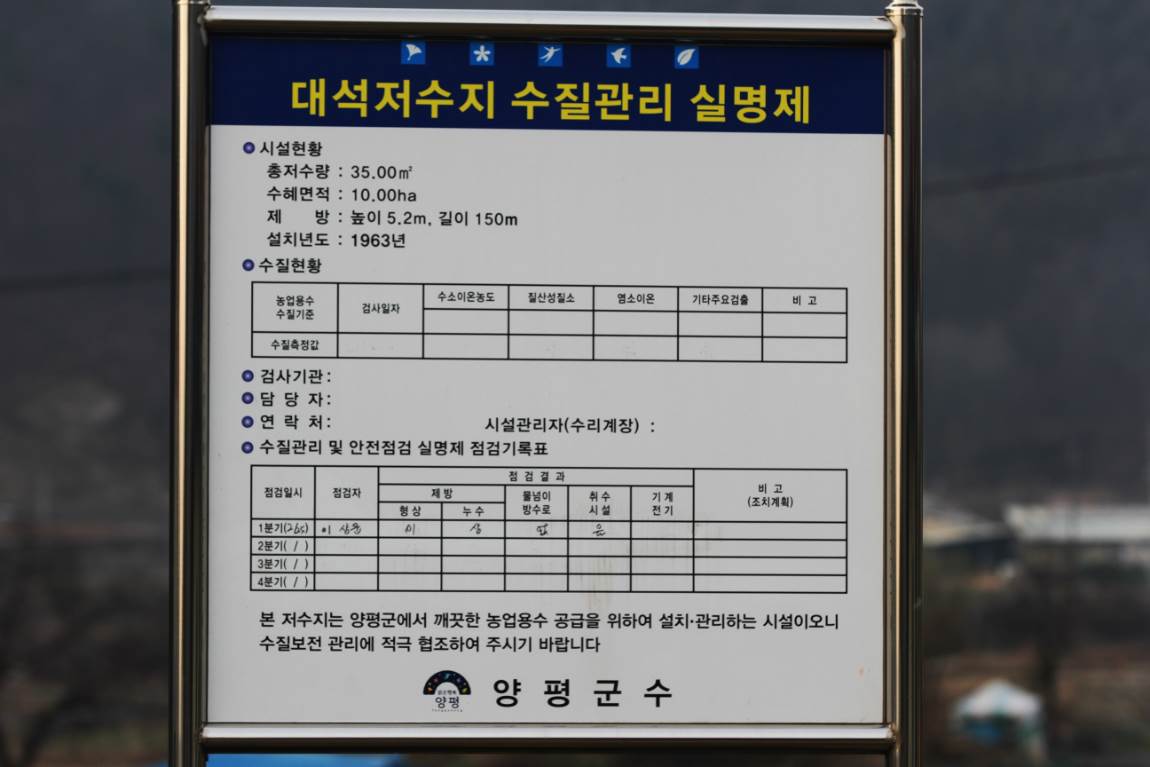 대석저수지 수질관리 실명제
시설현황
총저수량 : 35.00㎡
수혜면적 : 10.00ha
제 방 : 높이 5.2m, 길이 150m
설치년도 : 1963년
수질현황
농업용수 수질기준 검사일자 수소이온농도 질산성질소 염소이온 기타주요검출 비 고
수질측정값
검사기관:
담 당 자:
연 락 처: 시설관리자(수리계장) :
수질관리 및 안전점검 실명제 점검기록표
점검일시 점검자 점 검 결 과 비 고 (조치계획)
제 방 물넘이 방수로 취 수 시 설 기 계 전 기
형 상 누 수
1분기 이 상 없 음
2분기( / )
3분기( / )
4분기( / )
본 저수지는 양평군에서 깨끗한 농업용수 공급을 위하여 설치·관리하는 시설이오니
수질보전 관리에 적극 협조하여 주시기 바랍니다
양평
양 평 군 수